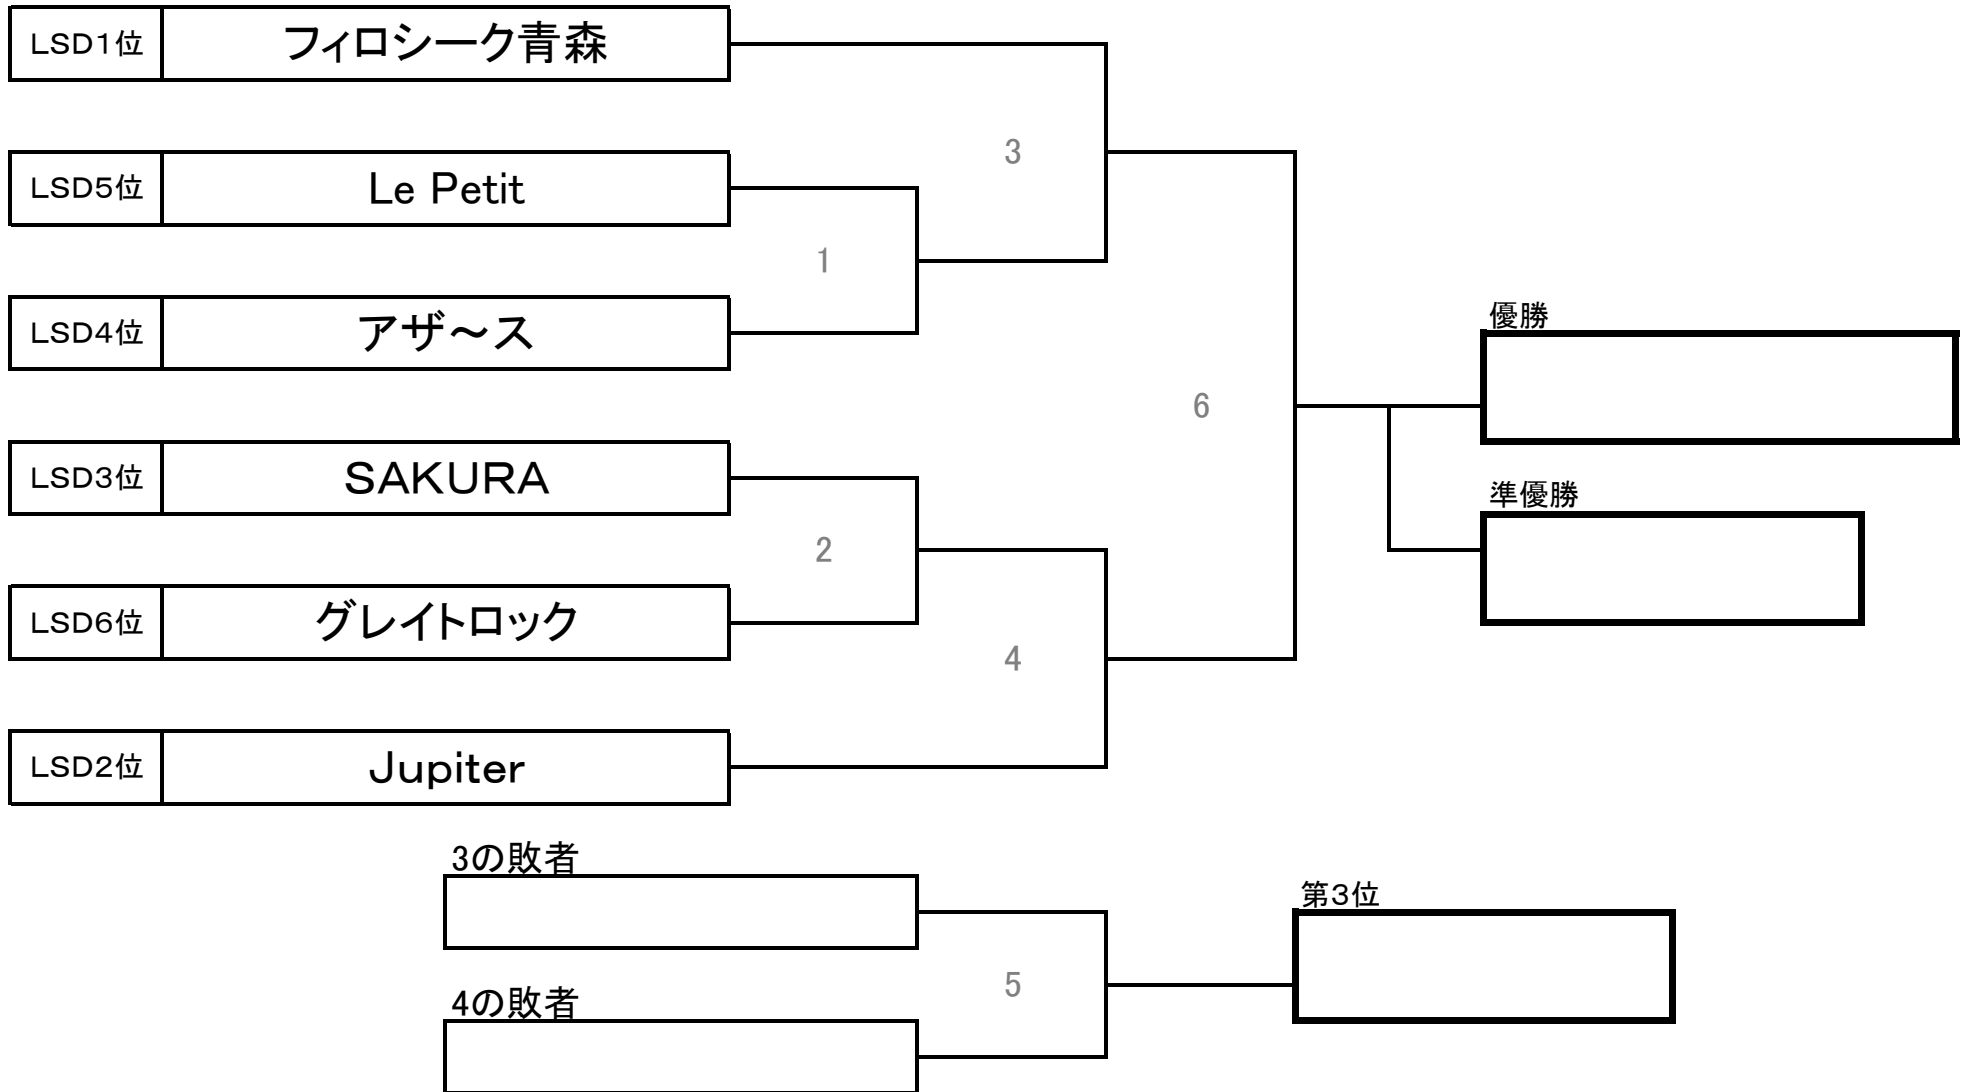 LSD1位 フィロシーク青森
3
LSD5位 Le Petit
1
LSD4位 アザ～ス
優勝
6
LSD3位 SAKURA
準優勝
2
LSD6位 グレイトロック
4
LSD2位 Jupiter
3の敗者
第3位
5
4の敗者